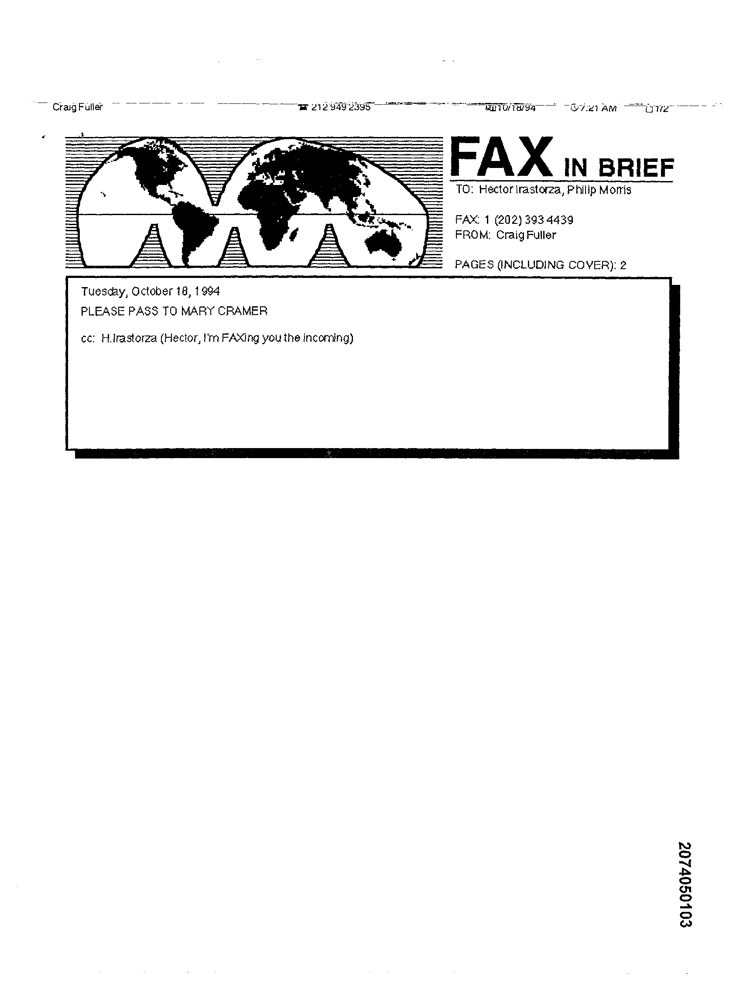 Craig Fuller ☎ 212 949 2395 10/18/94 7:21 AM 1/2
FAX IN BRIEF
TO: Hector Irastorza, Philip Morris
FAX: 1 (202) 393 4439
FROM: Craig Fuller
PAGES (INCLUDING COVER): 2
Tuesday, October 18, 1994
PLEASE PASS TO MARY CRAMER
cc: H.Irastorza (Hector, I'm FAXing you the incoming)
2074050103